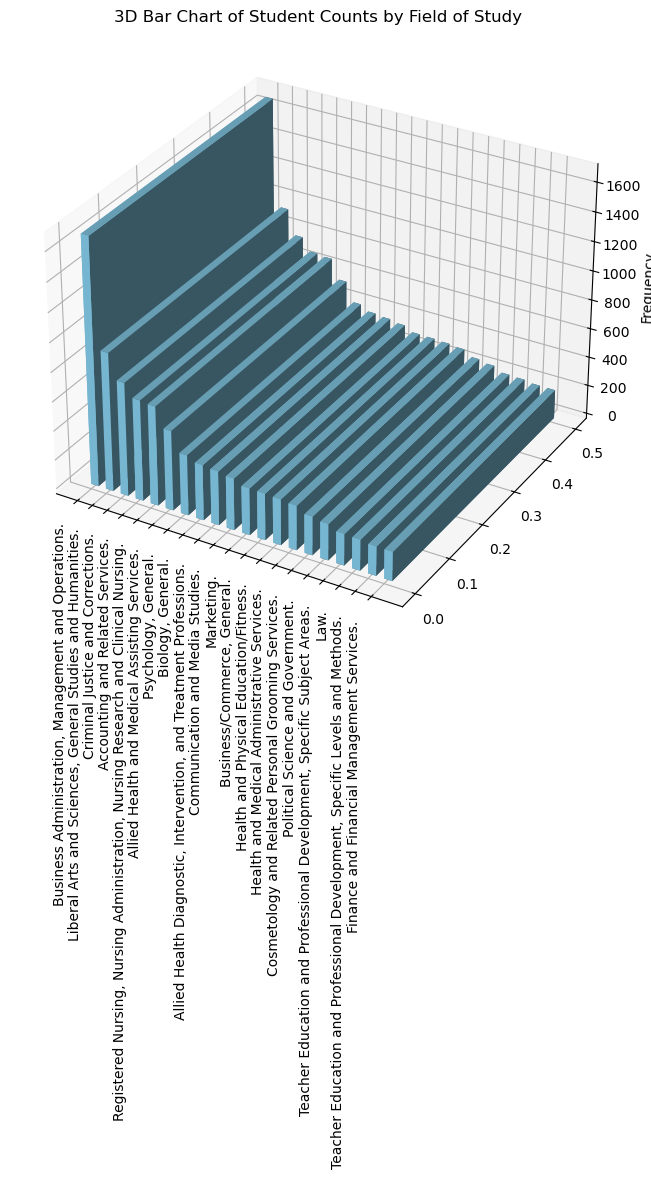 3D Bar Chart of Student Counts by Field of Study
1600
1400
1200
1000
800
600
400
200
0
Frequency
0.5
0.4
0.3
0.2
0.1
0.0
Business Administration, Management and Operations.
Liberal Arts and Sciences, General Studies and Humanities.
Criminal Justice and Corrections.
Accounting and Related Services.
Registered Nursing, Nursing Administration, Nursing Research and Clinical Nursing.
Allied Health and Medical Assisting Services.
Psychology, General.
Biology, General.
Allied Health Diagnostic, Intervention, and Treatment Professions.
Communication and Media Studies.
Marketing.
Business/Commerce, General.
Health and Physical Education/Fitness.
Health and Medical Administrative Services.
Cosmetology and Related Personal Grooming Services.
Political Science and Government.
Teacher Education and Professional Development, Specific Subject Areas.
Law.
Teacher Education and Professional Development, Specific Levels and Methods.
Finance and Financial Management Services.